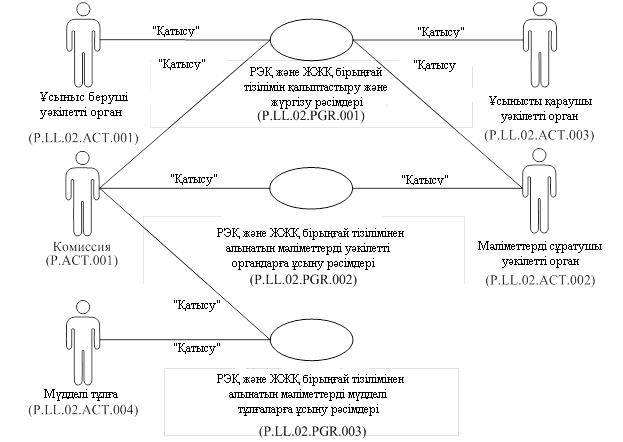 "Қатысу"
"Қатысу"
"Қатысу"
"Қатысу
Ұсыныс беруші
уәкілетті орган
(P.LL.02.ACT.001)
РЭҚ және ЖЖҚ бірыңғай
тізілімін қалыптастыру және
жүргізу рәсімдері
(P.LL.02.PGR.001)
Ұсынысты қараушы
уәкілетті орган
(P.LL.02.ACT.003)
"Қатысу"
"Қатысу"
Комиссия
(P.ACT.001)
РЭҚ және ЖЖҚ бірыңғай тізілімінен
алынатын мәліметтерді уәкілетті
органдарға ұсыну рәсімдері
(P.LL.02.PGR.002)
Мәліметтерді сұратушы
уәкілетті орган
(P.LL.02.ACT.002)
"Қатысу"
"Қатысу"
Мүдделі тұлға
(P.LL.02.ACT.004)
РЭҚ және ЖЖҚ бірыңғай тізілімінен
алынатын мәліметтерді мүдделі
тұлғаларға ұсыну рәсімдері
(P.LL.02.PGR.003)